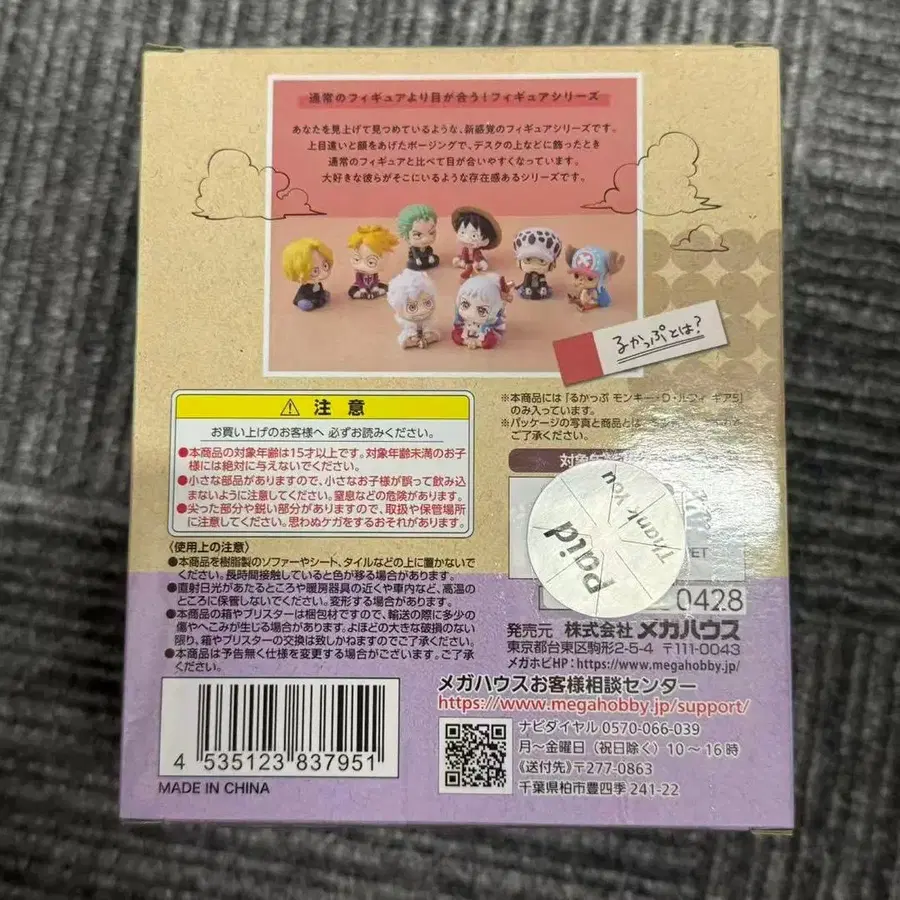 通常のフィギュアより目が合う!フィギュアシリーズ
あなたを見上げて見つめているような、新感覚のフィギュアシリーズです。
上目遣いと顔をあげたポージングで、デスクの上などに飾ったとき
通常のフィギュアと比べて目が合いやすくなっています。
大好きな彼らがそこにいるような存在感あるシリーズです。
るかっぷとは?
※本商品には「るかっぷ モンキー・D・ルフィ ギア5」
のみ入っています。
※パッケージの写真と商品とは
ご了承ください。
⚠ 注意
お買い上げのお客様へ 必ずお読みください。
●本商品の対象年齢は15才以上です。対象年齢未満のお子
様には絶対に与えないでください。
●小さな部品がありますので、小さなお子様が誤って飲み込
まないように注意してください。窒息などの危険があります。
●尖った部分や鋭い部分がありますので、取扱や保管場所
に注意してください。思わぬケガをするおそれがあります。
〈使用上の注意〉
●本商品を樹脂製のソファーやシート、タイルなどの上に置かないで
ください。長時間接触していると色が移る場合があります。
●直射日光があたるところや暖房器具の近くや車内など、高温の
ところに保管しないでください。変形する場合があります。
●本商品の箱やブリスターは梱包材ですので、輸送の際に多少の
傷やへこみが生じる場合があります。よほどの大きな破損のない
限り、箱やブリスターの交換は致しかねますのでご了承ください。
●本商品は予告無く仕様を変更する場合がございます。ご了承
ください。
対象年齢
Thank you
Paid
PET
0428
発売元 株式会社メガハウス
東京都台東区駒形2-5-4 〒111-0043
メガホビHP:https://www.megahobby.jp/
メガハウスお客様相談センター
https://www.megahobby.jp/support/
ナビダイヤル 0570-066-039
月~金曜日(祝日除く)10~16時
《送付先》〒277-0863
千葉県柏市豊四季241-22
4 535123 837951
MADE IN CHINA